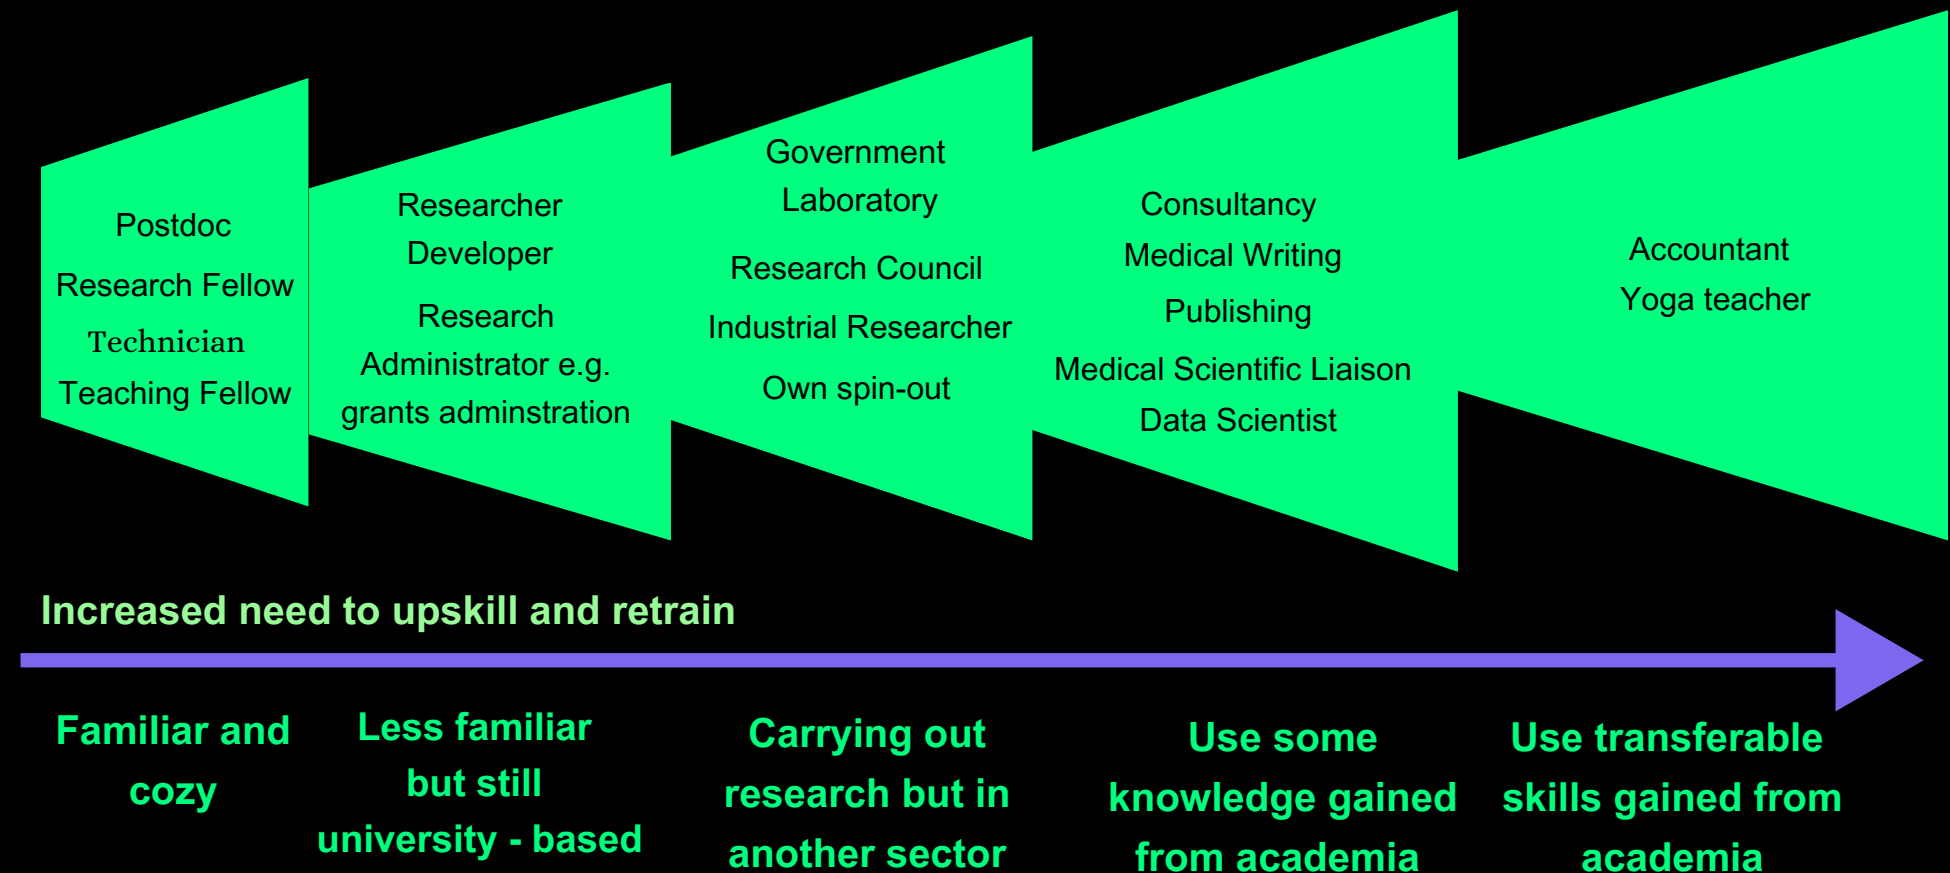 Postdoc
Research Fellow
Technician
Teaching Fellow
Researcher
Developer
Research
Administrator e.g.
grants adminstration
Government
Laboratory
Research Council
Industrial Researcher
Own spin-out
Consultancy
Medical Writing
Publishing
Medical Scientific Liaison
Data Scientist
Accountant
Yoga teacher
Increased need to upskill and retrain
Familiar and
cozy
Less familiar
but still
university - based
Carrying out
research but in
another sector
Use some
knowledge gained
from academia
Use transferable
skills gained from
academia